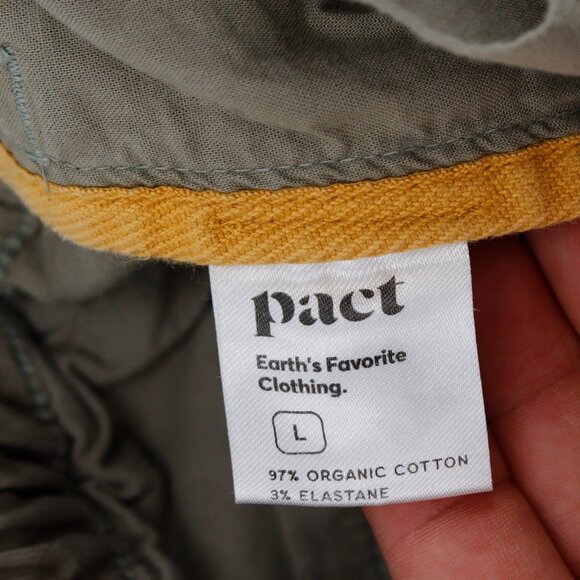 pact
Earth's Favorite
Clothing.
L
97% ORGANIC COTTON
3% ELASTANE